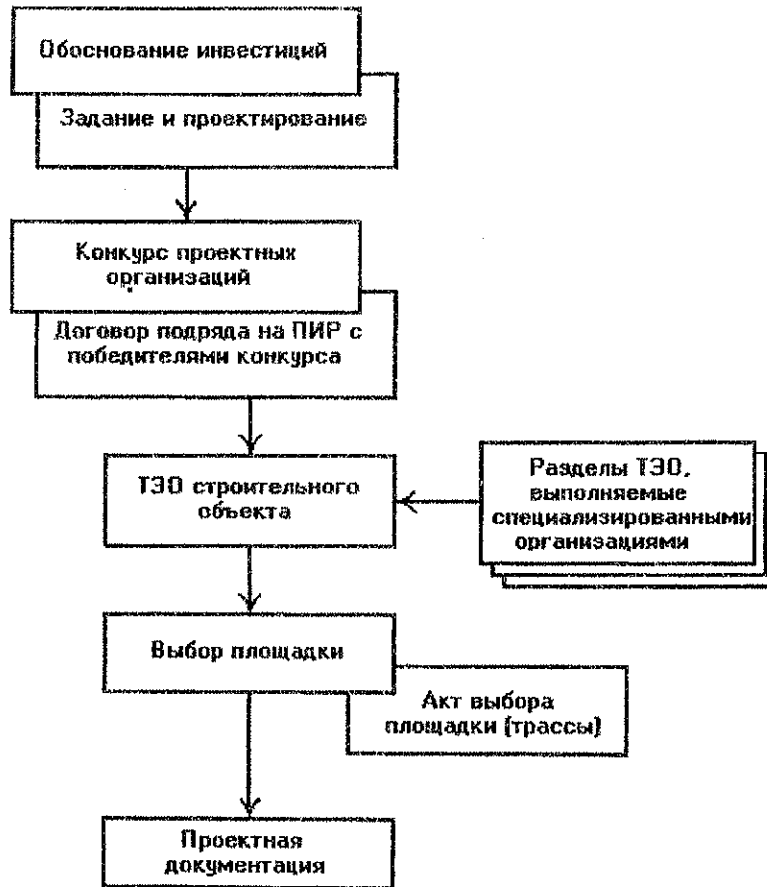 Обоснование инвестиций
Задание и проектирование
Конкурс проектных
организаций
Договор подряда на ПИР с
победителями конкурса
ТЭО строительного
объекта
Разделы ТЭО,
выполняемые
специализированными
организациями
Выбор площадки
Акт выбора
площадки (трассы)
Проектная
документация